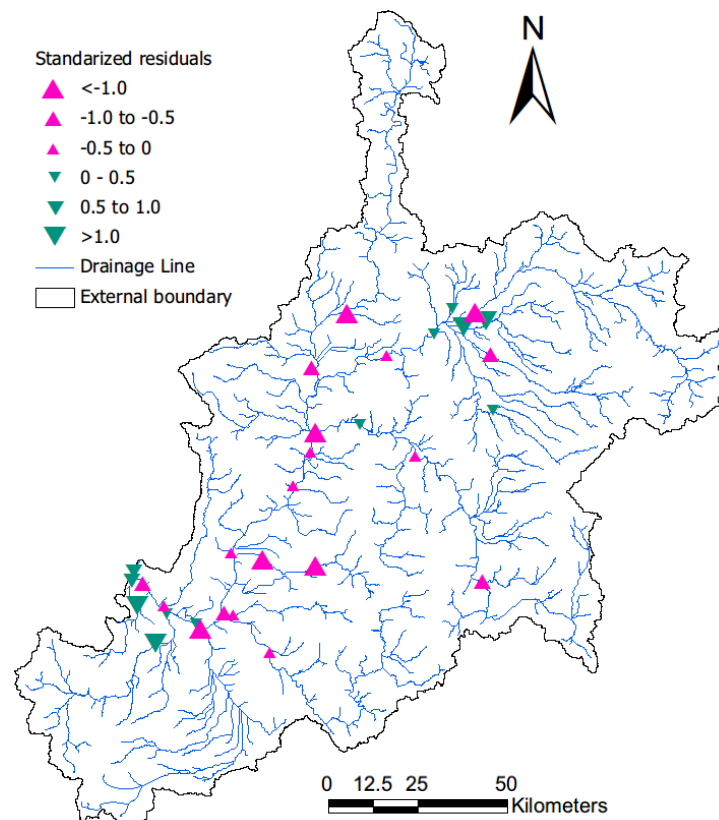 Standarized residuals
<-1.0
-1.0 to -0.5
-0.5 to 0
0 - 0.5
0.5 to 1.0
>1.0
Drainage Line
External boundary
N
0 12.5 25 50
Kilometers